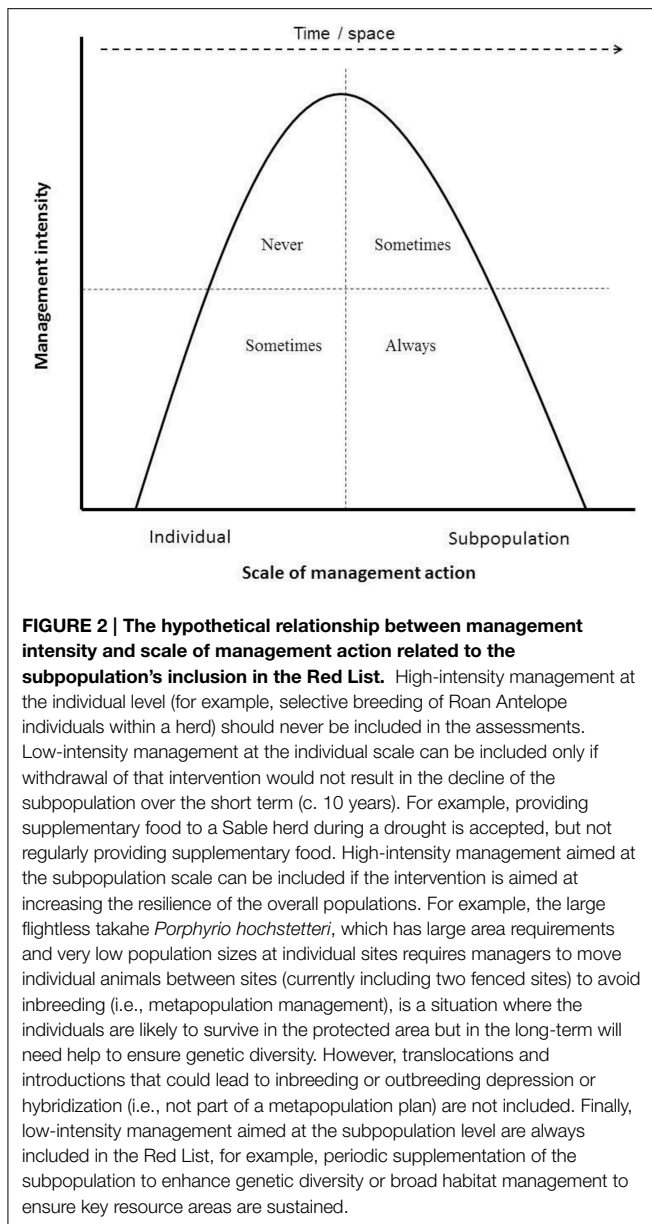 Time / space
Management intensity
Never
Sometimes
Sometimes
Always
Individual
Subpopulation
Scale of management action
FIGURE 2 | The hypothetical relationship between management
intensity and scale of management action related to the
subpopulation's inclusion in the Red List. High-intensity management at
the individual level (for example, selective breeding of Roan Antelope
individuals within a herd) should never be included in the assessments.
Low-intensity management at the individual scale can be included only if
withdrawal of that intervention would not result in the decline of the
subpopulation over the short term (c. 10 years). For example, providing
supplementary food to a Sable herd during a drought is accepted, but not
regularly providing supplementary food. High-intensity management aimed at
the subpopulation scale can be included if the intervention is aimed at
increasing the resilience of the overall populations. For example, the large
flightless takahe Porphyrio hochstetteri, which has large area requirements
and very low population sizes at individual sites requires managers to move
individual animals between sites (currently including two fenced sites) to avoid
inbreeding (i.e., metapopulation management), is a situation where the
individuals are likely to survive in the protected area but in the long-term will
need help to ensure genetic diversity. However, translocations and
introductions that could lead to inbreeding or outbreeding depression or
hybridization (i.e., not part of a metapopulation plan) are not included. Finally,
low-intensity management aimed at the subpopulation level are always
included in the Red List, for example, periodic supplementation of the
subpopulation to enhance genetic diversity or broad habitat management to
ensure key resource areas are sustained.